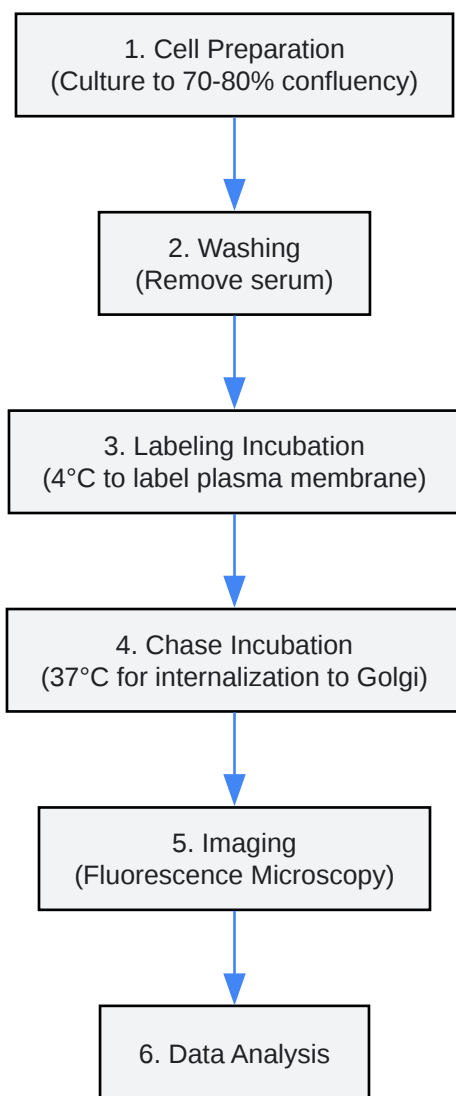 1. Cell Preparation
(Culture to 70-80% confluency)
2. Washing
(Remove serum)
3. Labeling Incubation
(4°C to label plasma membrane)
4. Chase Incubation
(37°C for internalization to Golgi)
5. Imaging
(Fluorescence Microscopy)
6. Data Analysis